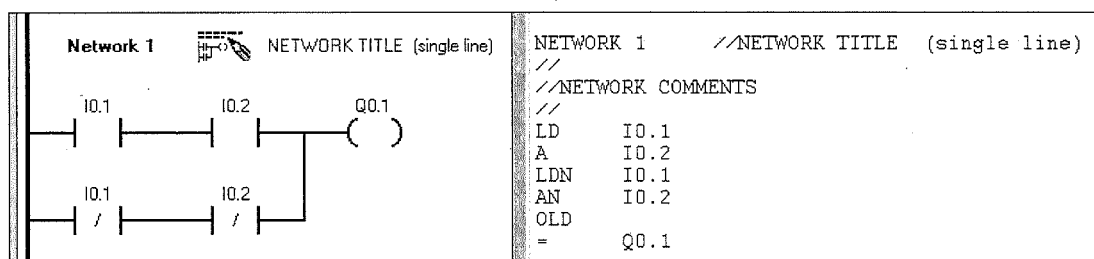 Network 1 NETWORK TITLE (single line)
I0.1 I0.2 Q0.1
I0.1 I0.2
NETWORK 1 //NETWORK TITLE (single line)
//
//NETWORK COMMENTS
//
LD I0.1
A I0.2
LDN I0.1
AN I0.2
OLD
= Q0.1